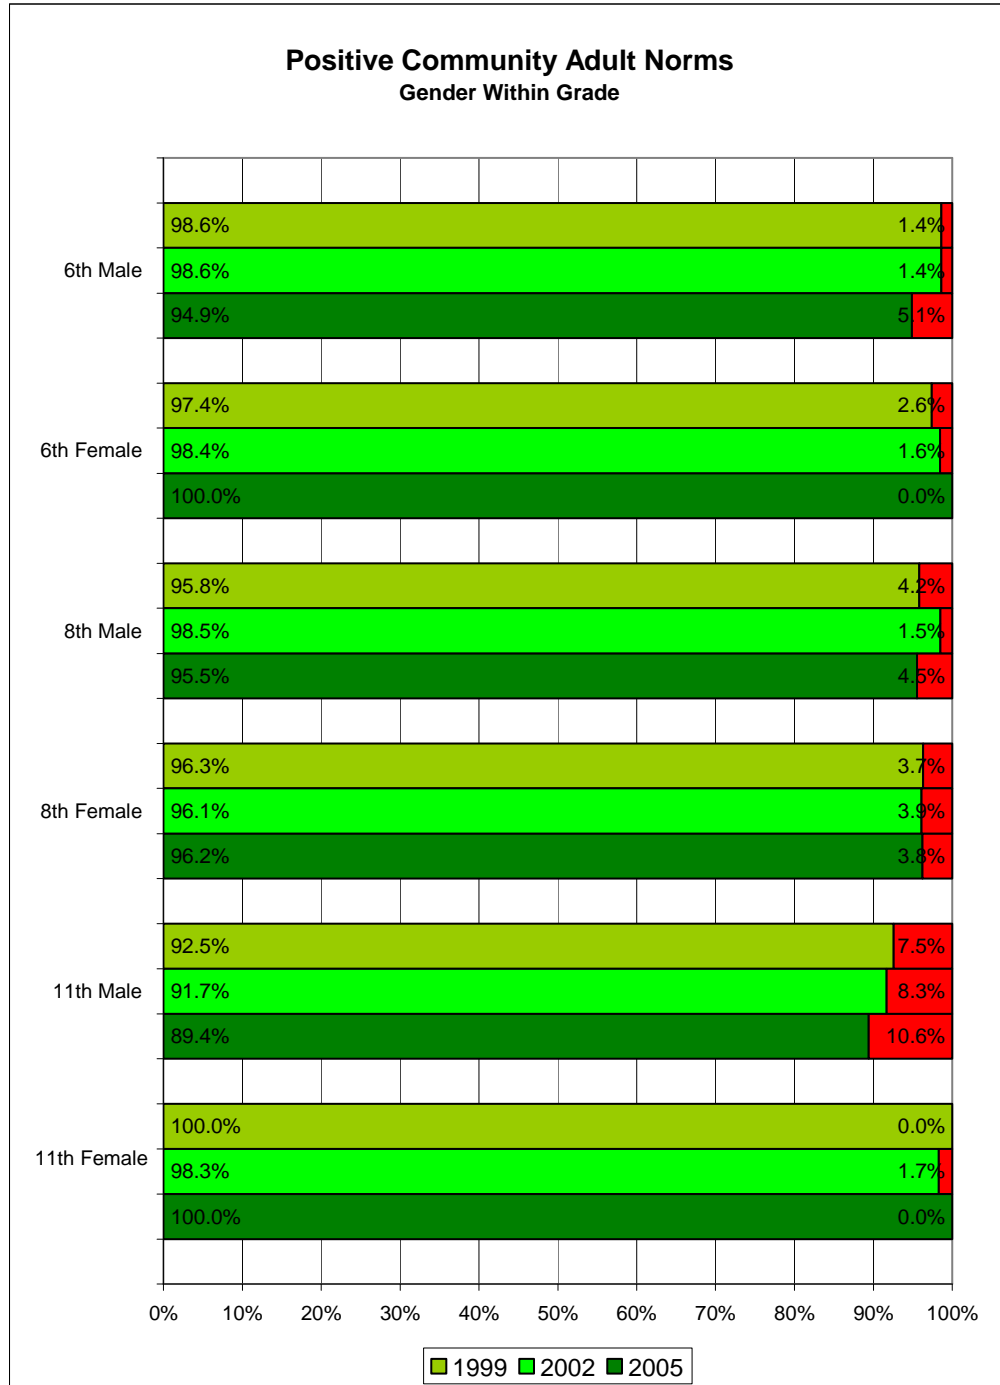 Positive Community Adult Norms
Gender Within Grade
98.6% 1.4%
6th Male 98.6% 1.4%
94.9% 5.1%
97.4% 2.6%
6th Female 98.4% 1.6%
100.0% 0.0%
95.8% 4.2%
8th Male 98.5% 1.5%
95.5% 4.5%
96.3% 3.7%
8th Female 96.1% 3.9%
96.2% 3.8%
92.5% 7.5%
11th Male 91.7% 8.3%
89.4% 10.6%
100.0% 0.0%
11th Female 98.3% 1.7%
100.0% 0.0%
0% 10% 20% 30% 40% 50% 60% 70% 80% 90% 100%
1999 2002 2005